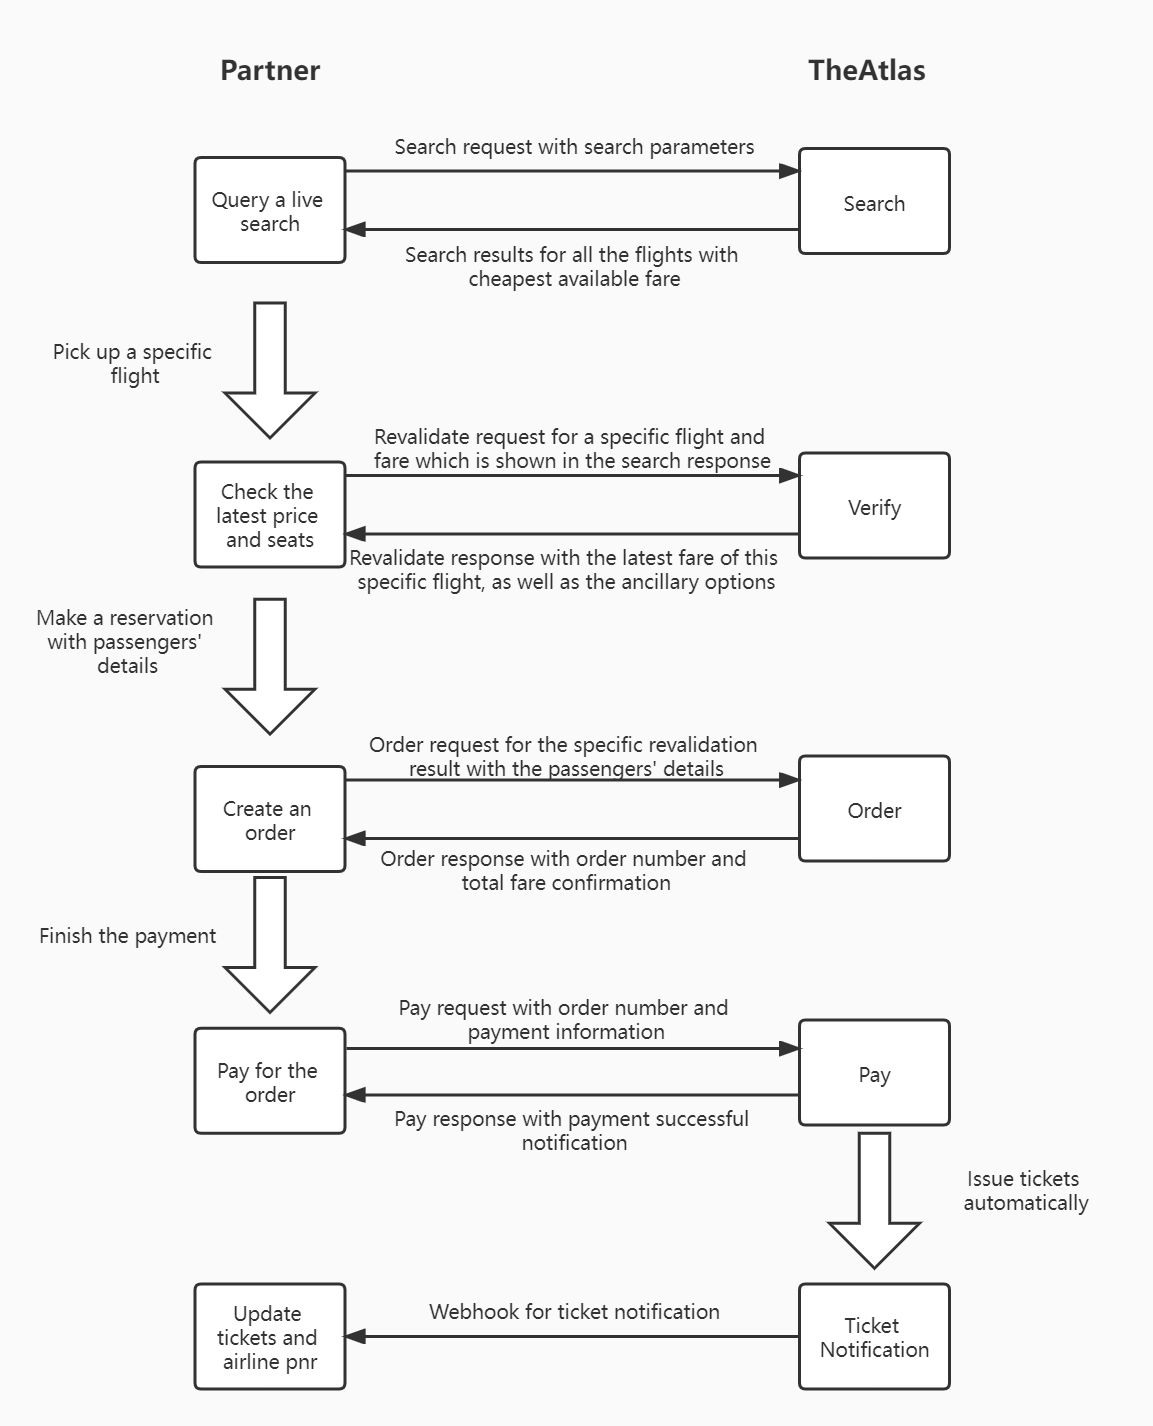 Partner
TheAtlas
Search request with search parameters
Query a live
search
Search
Search results for all the flights with
cheapest available fare
Pick up a specific
flight
Revalidate request for a specific flight and
fare which is shown in the search response
Check the
latest price
and seats
Verify
Revalidate response with the latest fare of this
specific flight, as well as the ancillary options
Make a reservation
with passengers'
details
Order request for the specific revalidation
result with the passengers' details
Create an
order
Order
Order response with order number and
total fare confirmation
Finish the payment
Pay request with order number and
payment information
Pay for the
order
Pay
Pay response with payment successful
notification
Issue tickets
automatically
Webhook for ticket notification
Update
tickets and
airline pnr
Ticket
Notification